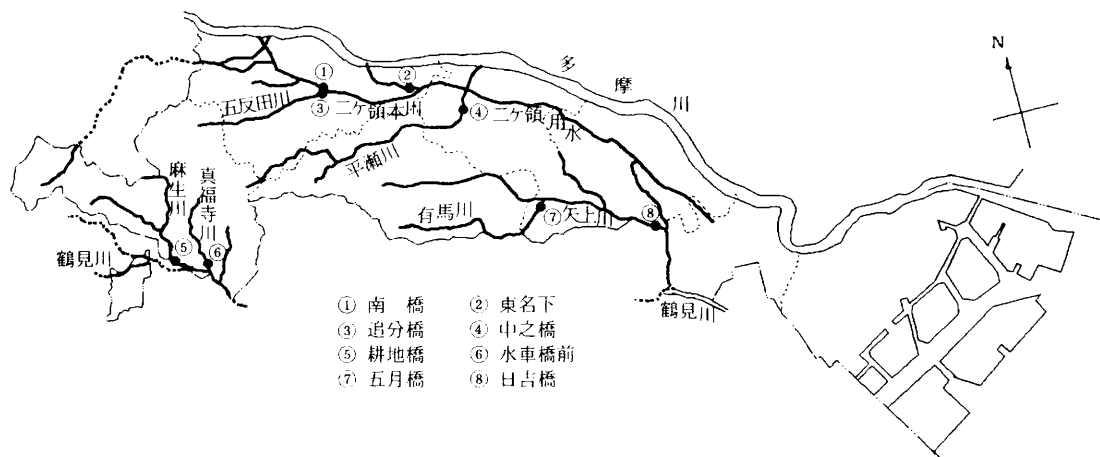 N
多摩川
①
②
五反田川
③
二ケ領本川
④
二ケ領用水
平瀬川
麻生川
真福寺川
有馬川
⑦
矢上川
⑧
鶴見川
⑤
⑥
鶴見川
① 南橋 ② 東名下
③ 追分橋 ④ 中之橋
⑤ 耕地橋 ⑥ 水車橋前
⑦ 五月橋 ⑧ 日吉橋